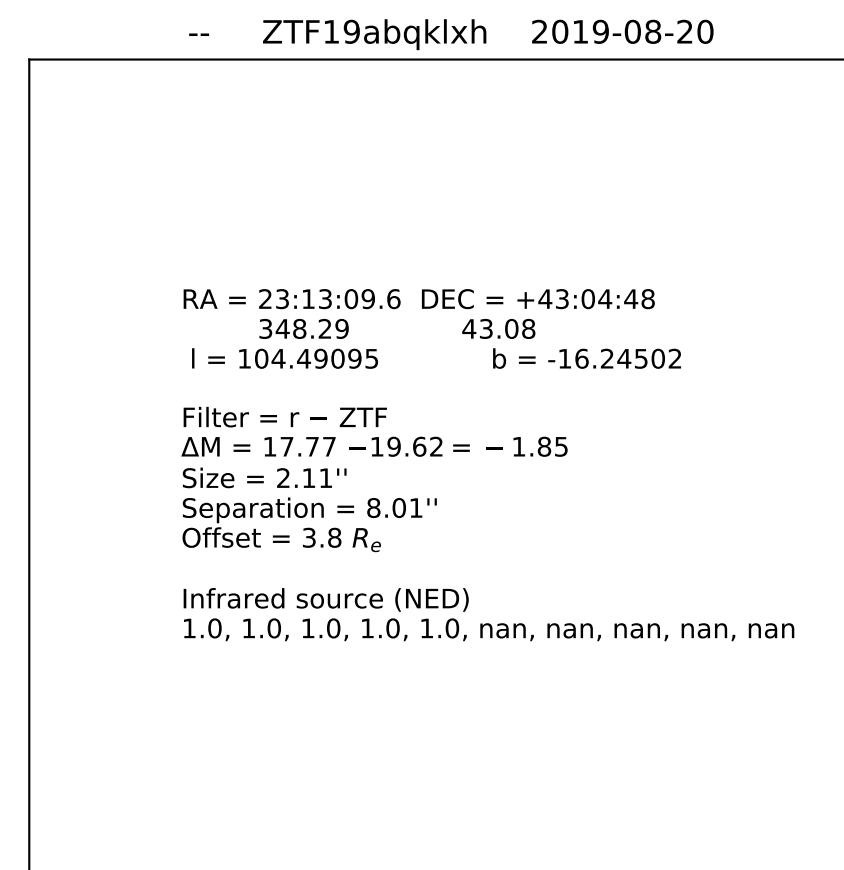 -- ZTF19abqklxh 2019-08-20
RA = 23:13:09.6 DEC = +43:04:48
348.29 43.08
l = 104.49095 b = -16.24502
Filter = r − ZTF
ΔM = 17.77 −19.62 = − 1.85
Size = 2.11''
Separation = 8.01''
Offset = 3.8 Re
Infrared source (NED)
1.0, 1.0, 1.0, 1.0, 1.0, nan, nan, nan, nan, nan